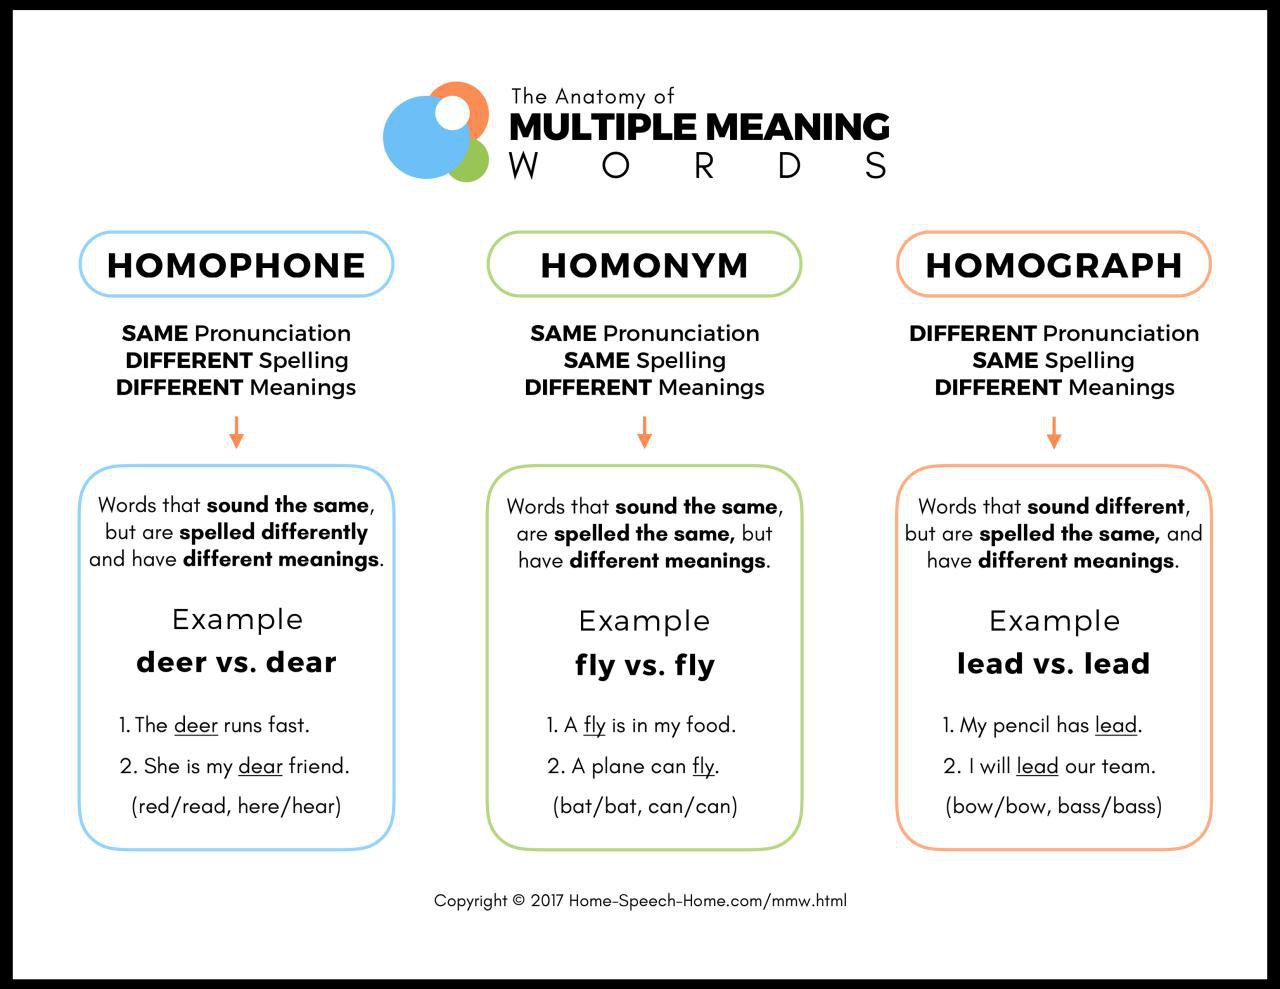 The Anatomy of
MULTIPLE MEANING
WORDS
HOMOPHONE
SAME Pronunciation
DIFFERENT Spelling
DIFFERENT Meanings
Words that sound the same,
but are spelled differently
and have different meanings.
Example
deer vs. dear
1. The deer runs fast.
2. She is my dear friend.
(red/read, here/hear)
HOMONYM
SAME Pronunciation
SAME Spelling
DIFFERENT Meanings
Words that sound the same,
are spelled the same, but
have different meanings.
Example
fly vs. fly
1. A fly is in my food.
2. A plane can fly.
(bat/bat, can/can)
HOMOGRAPH
DIFFERENT Pronunciation
SAME Spelling
DIFFERENT Meanings
Words that sound different,
but are spelled the same, and
have different meanings.
Example
lead vs. lead
1. My pencil has lead.
2. I will lead our team.
(bow/bow, bass/bass)
Copyright © 2017 Home-Speech-Home.com/mmw.html